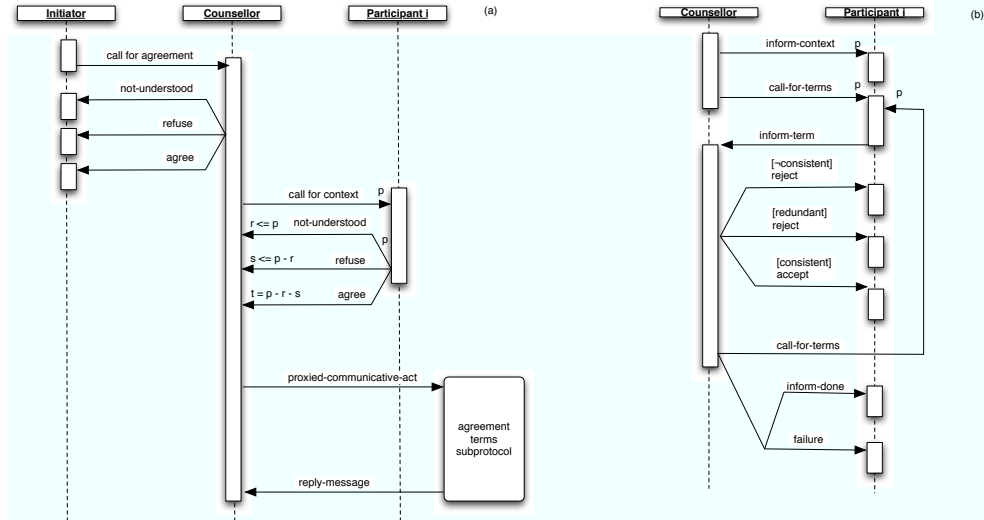 Initiator
Counsellor
Participant i
(a)
call for agreement
not-understood
refuse
agree
call for context
p
r <= p
not-understood
p
s <= p - r
refuse
t = p - r - s
agree
proxied-communicative-act
agreement
terms
subprotocol
reply-message
Counsellor
Participant i
(b)
inform-context
p
call-for-terms
p
p
inform-term
[¬consistent]
reject
[redundant]
reject
[consistent]
accept
call-for-terms
inform-done
failure